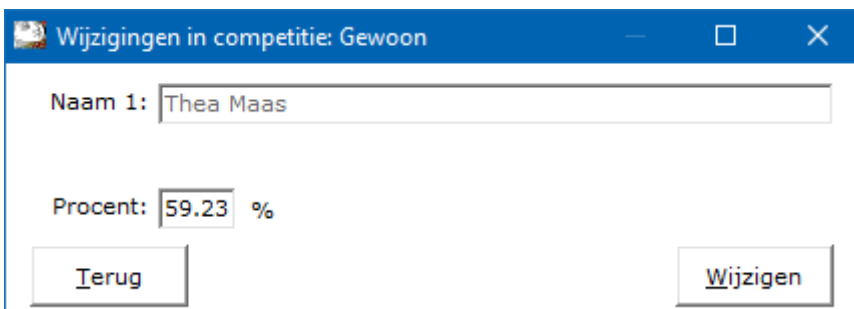 Wijzigingen in competitie: Gewoon
Naam 1: Thea Maas
Procent: 59.23 %
Terug Wijzigen